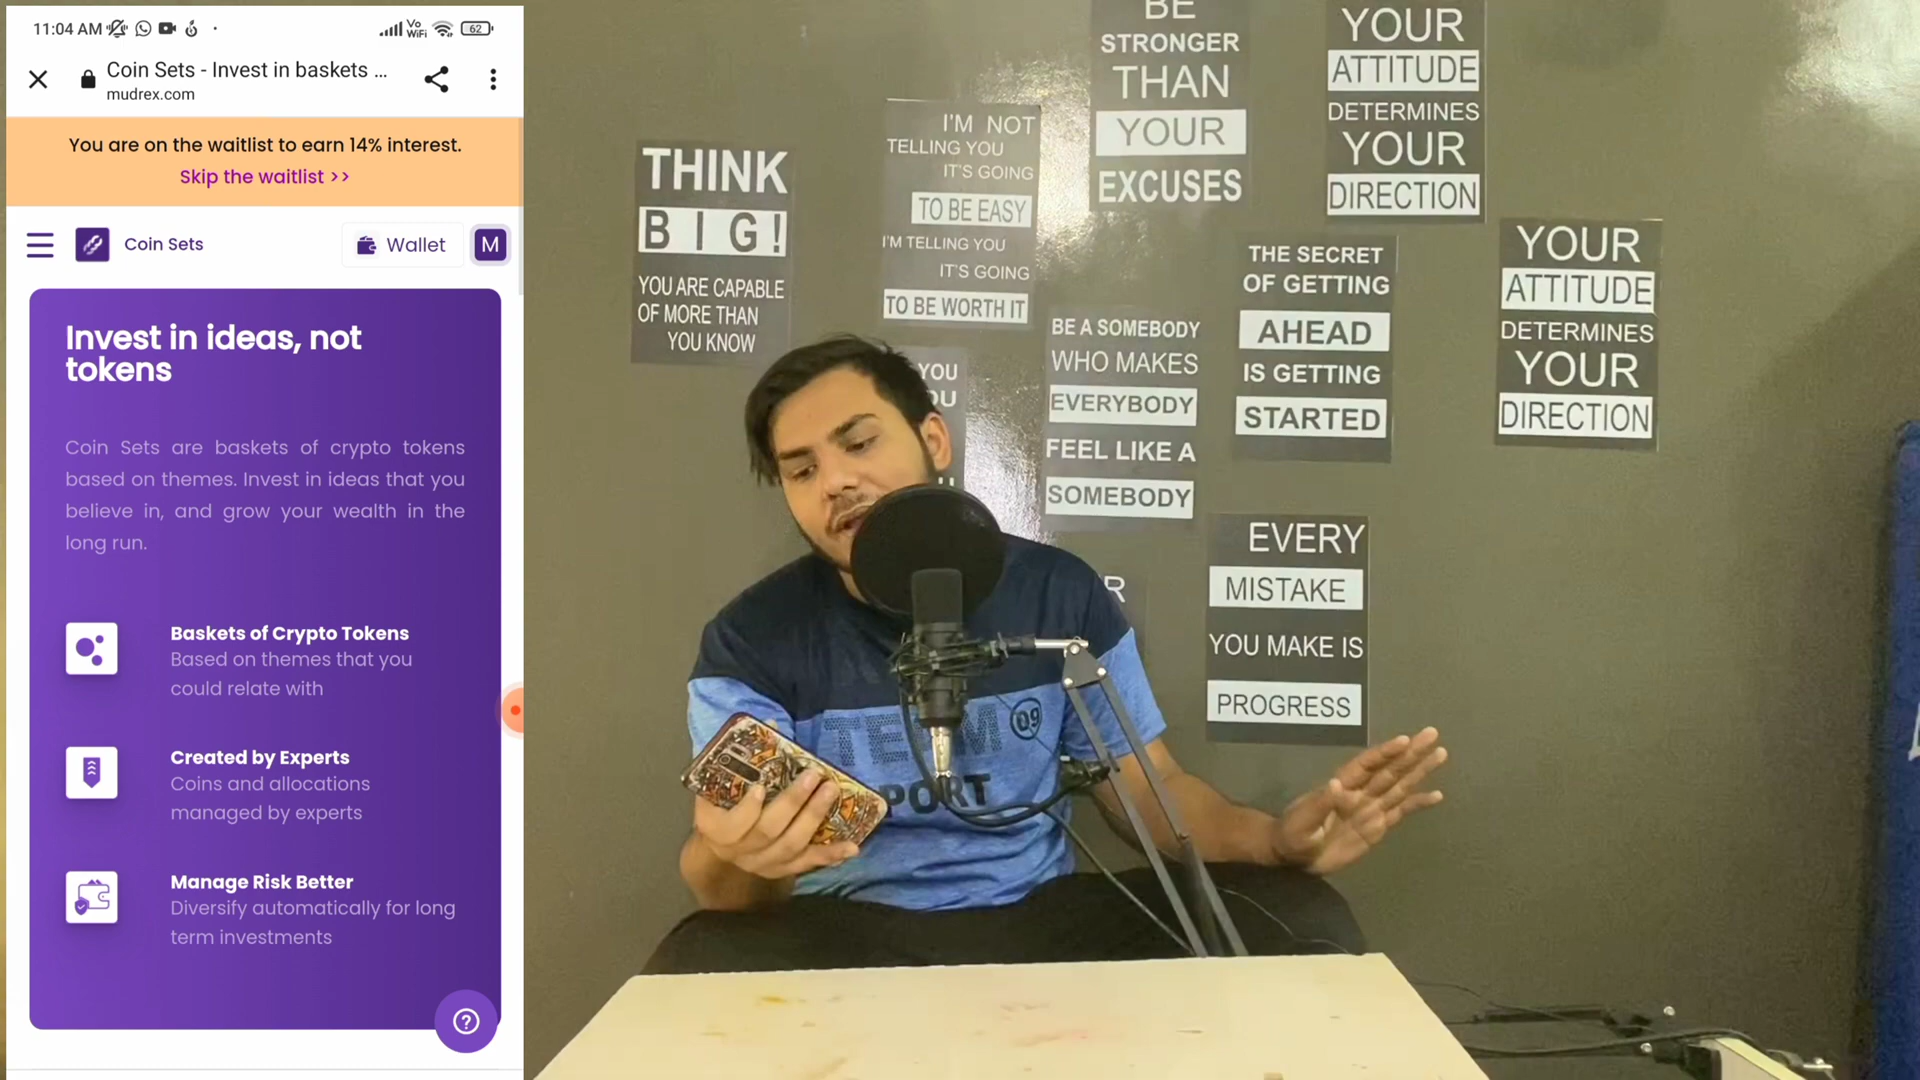 11:04 AM
Vo
WiFi
62
Coin Sets - Invest in baskets ...
mudrex.com
You are on the waitlist to earn 14% interest.
Skip the waitlist >>
Coin Sets
Wallet
M
Invest in ideas, not
tokens
Coin Sets are baskets of crypto tokens
based on themes. Invest in ideas that you
believe in, and grow your wealth in the
long run.
Baskets of Crypto Tokens
Based on themes that you
could relate with
Created by Experts
Coins and allocations
managed by experts
Manage Risk Better
Diversify automatically for long
term investments
?
THINK
BIG!
YOU ARE CAPABLE
OF MORE THAN
YOU KNOW
I'M NOT
TELLING YOU
IT'S GOING
TO BE EASY
I'M TELLING YOU
IT'S GOING
TO BE WORTH IT
BE
STRONGER
THAN
YOUR
EXCUSES
YOUR
ATTITUDE
DETERMINES
YOUR
DIRECTION
YOU
BE A SOMEBODY
WHO MAKES
EVERYBODY
FEEL LIKE A
SOMEBODY
THE SECRET
OF GETTING
AHEAD
IS GETTING
STARTED
YOUR
ATTITUDE
DETERMINES
YOUR
DIRECTION
EVERY
MISTAKE
YOU MAKE IS
PROGRESS
TEAM
09
PORT